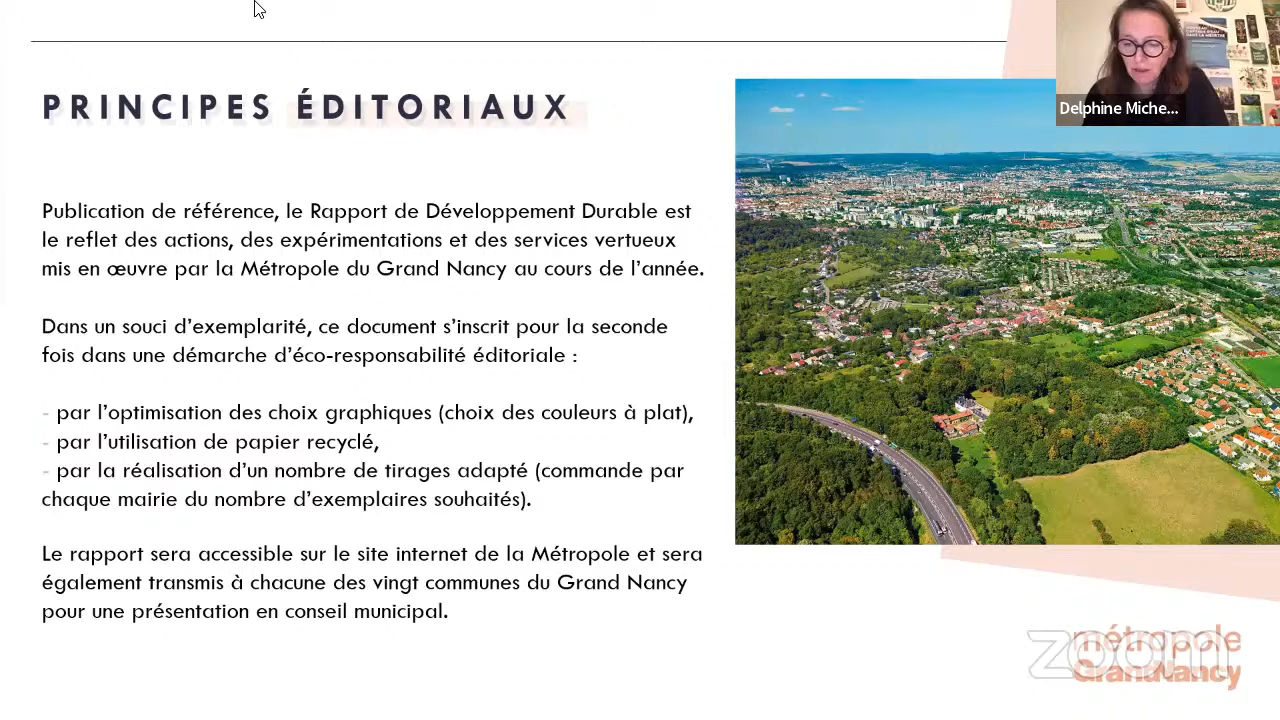 PRINCIPES ÉDITORIAUX
Delphine Miche...
Publication de référence, le Rapport de Développement Durable est
le reflet des actions, des expérimentations et des services vertueux
mis en œuvre par la Métropole du Grand Nancy au cours de l’année.
Dans un souci d’exemplarité, ce document s’inscrit pour la seconde
fois dans une démarche d’éco-responsabilité éditoriale :
- par l’optimisation des choix graphiques (choix des couleurs à plat),
- par l’utilisation de papier recyclé,
- par la réalisation d’un nombre de tirages adapté (commande par
chaque mairie du nombre d’exemplaires souhaités).
Le rapport sera accessible sur le site internet de la Métropole et sera
également transmis à chacune des vingt communes du Grand Nancy
pour une présentation en conseil municipal.
métropole
GrandNancy
zoom